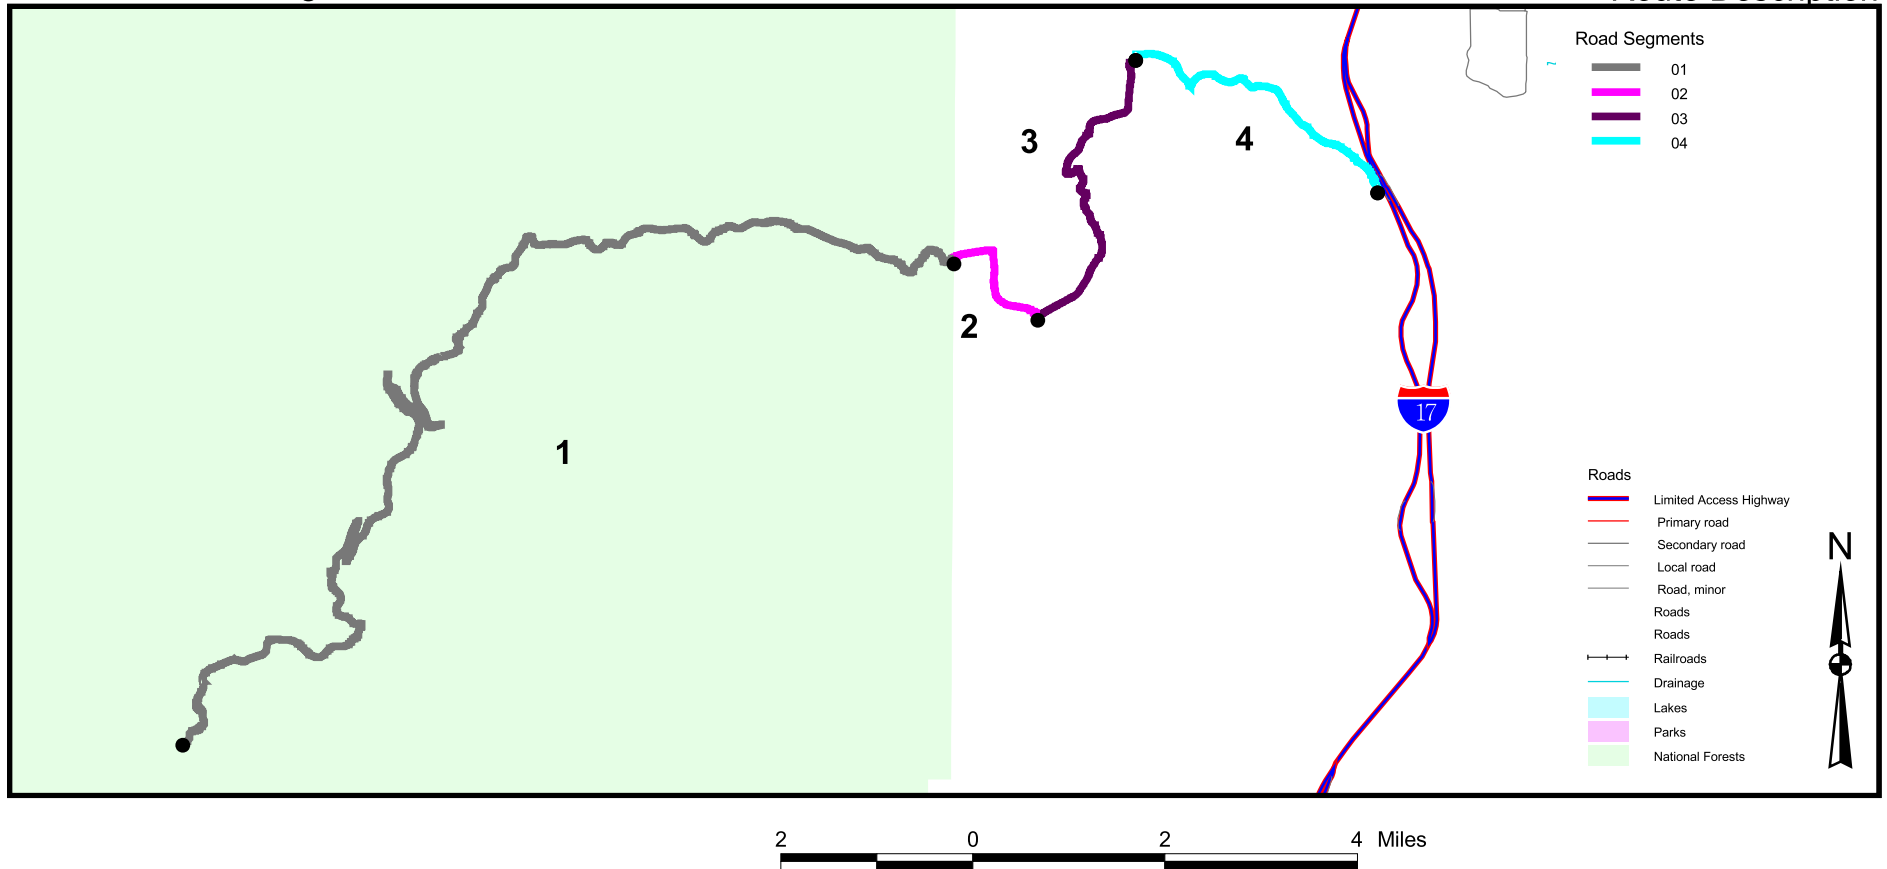 Road Segments
01
02
03
04
3
4
2
1
17
Roads
Limited Access Highway
Primary road
Secondary road
Local road
Road, minor
Roads
Roads
Railroads
Drainage
Lakes
Parks
National Forests
N
2 0 2 4 Miles